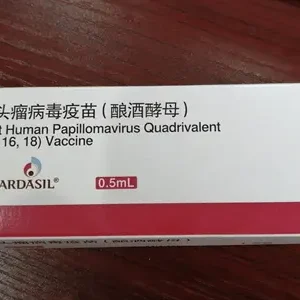 头瘤病毒疫苗(酿酒酵母)
t Human Papillomavirus Quadrivalent
16, 18) Vaccine
ARDASIL®
0.5mL